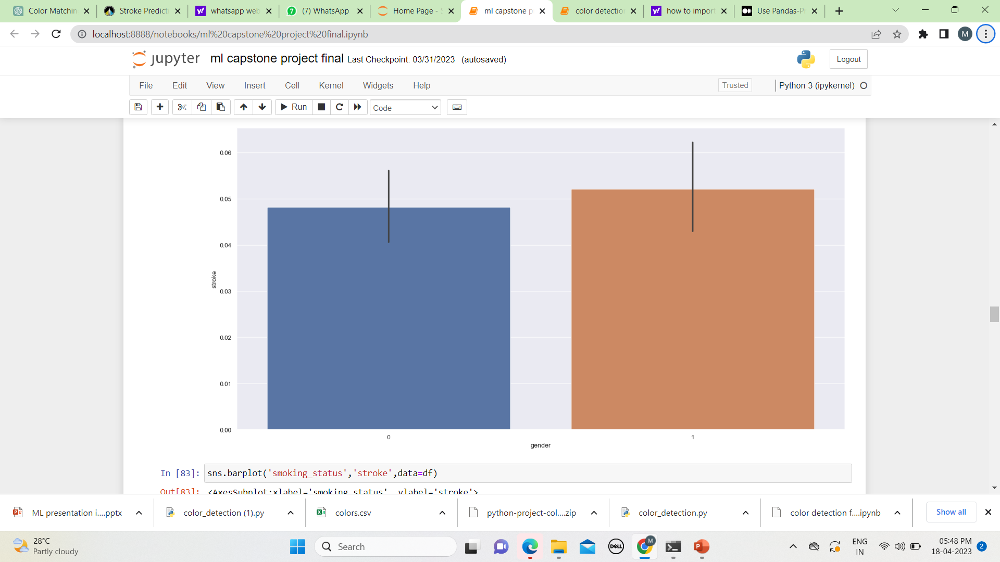 Color Matchin
Stroke Predicti
whatsapp web
(7) WhatsApp
Home Page - S
ml capstone p
color detection
how to import
Use Pandas-Pr
localhost:8888/notebooks/ml%20capstone%20project%20final.ipynb
M
jupyter ml capstone project final Last Checkpoint: 03/31/2023 (autosaved)
Logout
File Edit View Insert Cell Kernel Widgets Help
Trusted
Python 3 (ipykernel)
Run
Code
0.06
0.05
0.04
0.03
0.02
0.01
0.00
stroke
0 1
gender
In [83]: sns.barplot('smoking_status','stroke',data=df)
Out[83]: <AxesSubplot:xlabel='smoking_status', ylabel='stroke'>
ML presentation i....pptx
color_detection (1).py
colors.csv
python-project-col....zip
color_detection.py
color detection f....ipynb
Show all
28°C
Partly cloudy
Search
DELL
M
ENG
IN
05:48 PM
18-04-2023
2